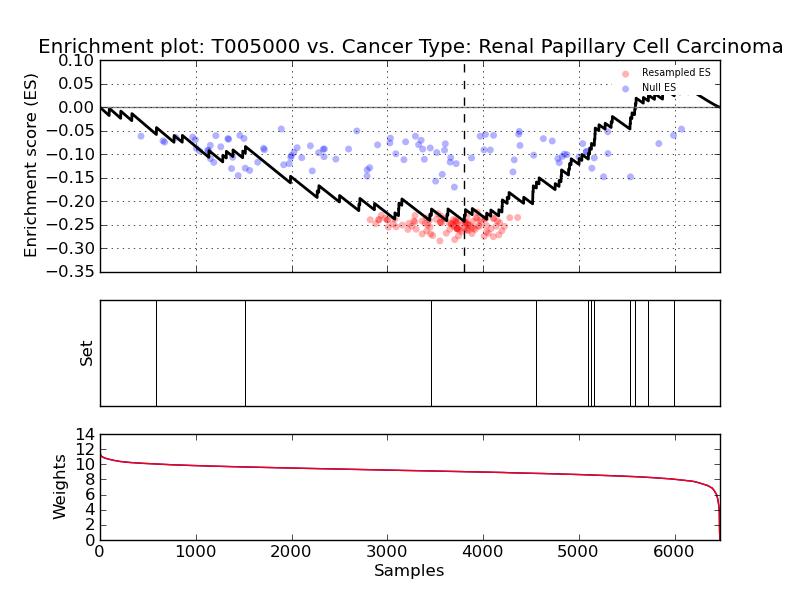 Enrichment plot: T005000 vs. Cancer Type: Renal Papillary Cell Carcinoma
Enrichment score (ES)
0.10
0.05
0.00
−0.05
−0.10
−0.15
−0.20
−0.25
−0.30
−0.35
Resampled ES
Null ES
Set
Weights
14
12
10
8
6
4
2
0
0 1000 2000 3000 4000 5000 6000
Samples